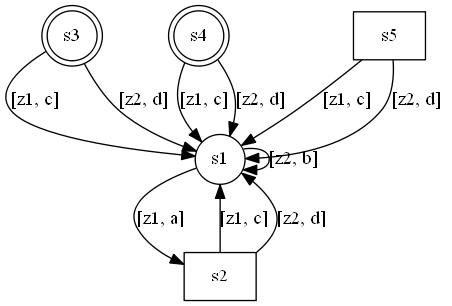 s3
s4
s5
[z1, c]
[z2, d]
[z1, c]
[z2, d]
[z1, c]
[z2, d]
s1
[z2, b]
[z1, a]
[z1, c]
[z2, d]
s2